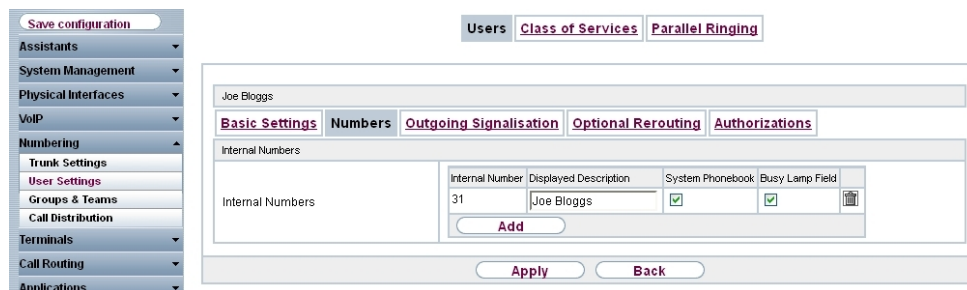 Save configuration
Users Class of Services Parallel Ringing
Assistants
System Management
Physical Interfaces
VoIP
Numbering
Trunk Settings
User Settings
Groups & Teams
Call Distribution
Terminals
Call Routing
Applications
Joe Bloggs
Basic Settings Numbers Outgoing Signalisation Optional Rerouting Authorizations
Internal Numbers
Internal Numbers
Internal Number Displayed Description System Phonebook Busy Lamp Field
31 Joe Bloggs
Add
Apply Back